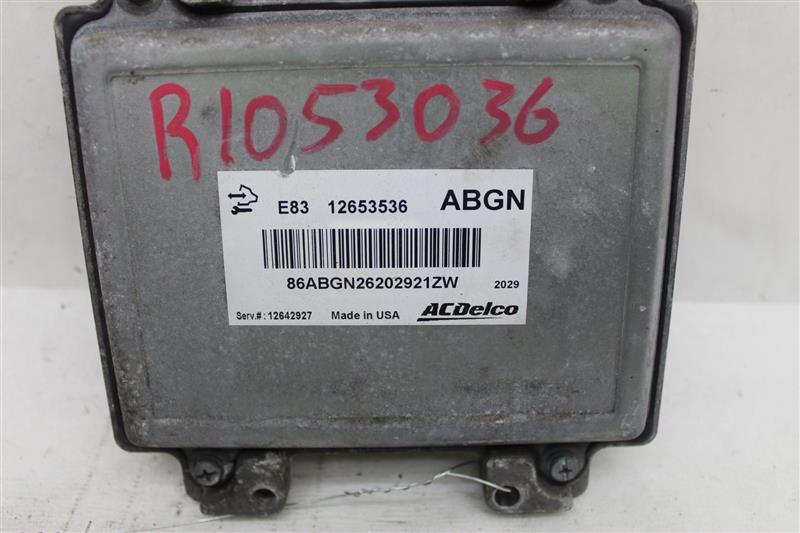 R1053036
E83 12653536 ABGN
86ABGN26202921ZW 2029
Serv.#: 12642927 Made in USA ACDelco